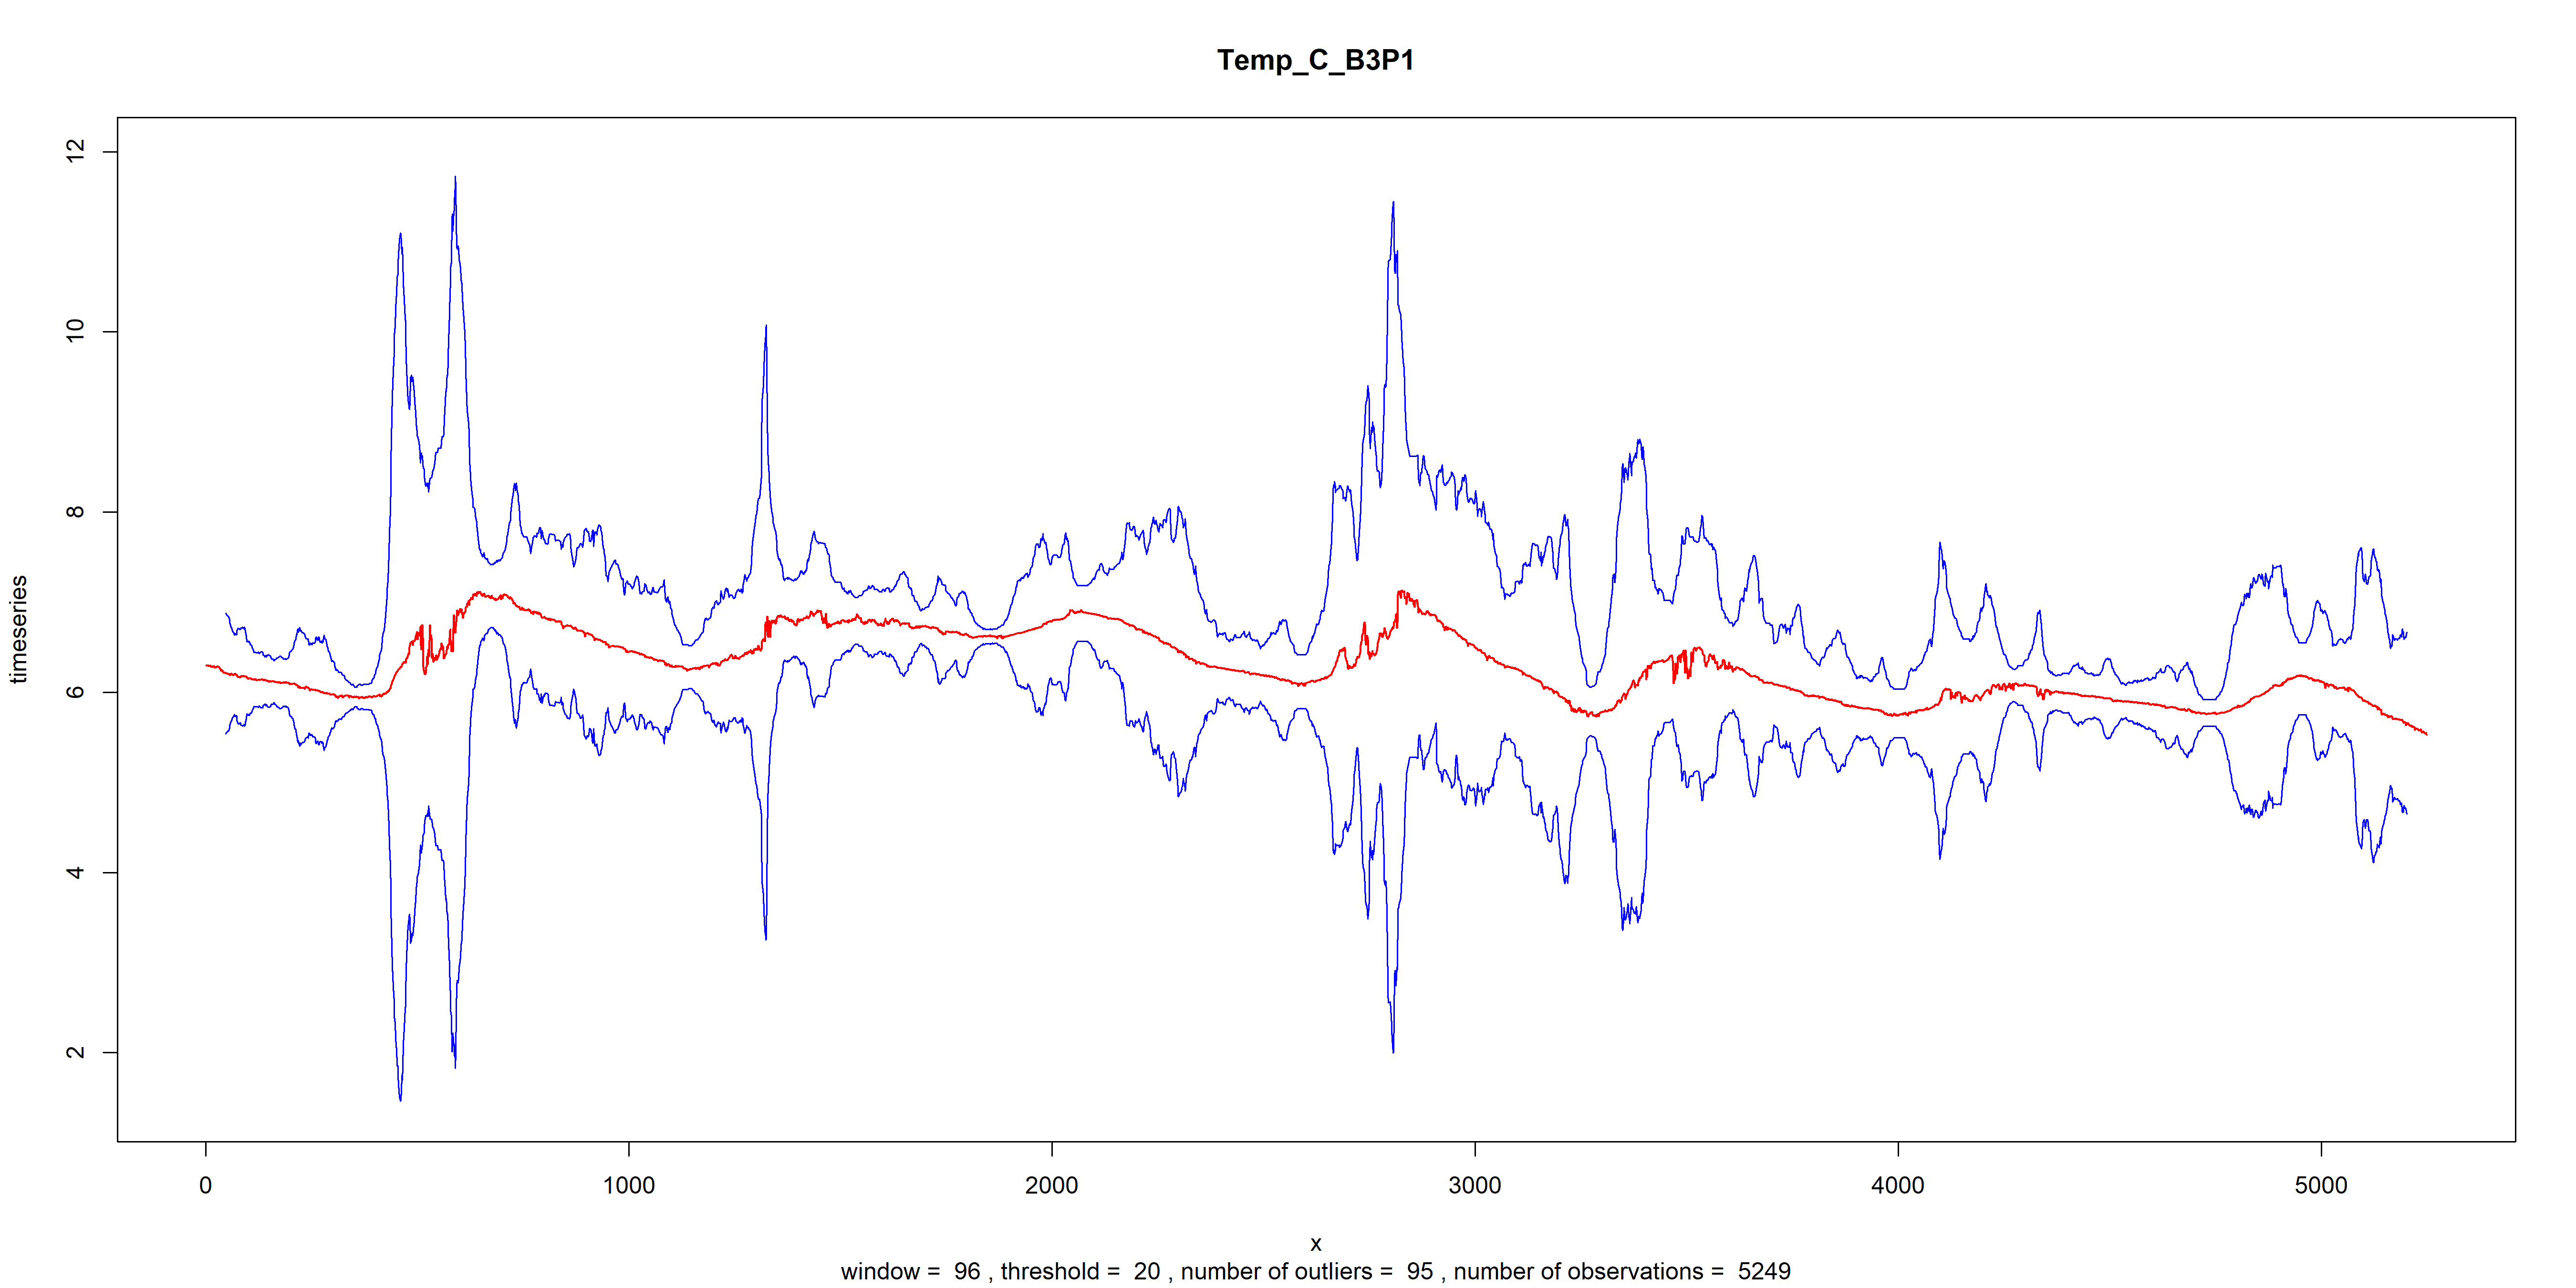 Temp_C_B3P1
timeseries
12
10
8
6
4
2
0 1000 2000 3000 4000 5000
x
window =  96 , threshold =  20 , number of outliers =  95 , number of observations =  5249